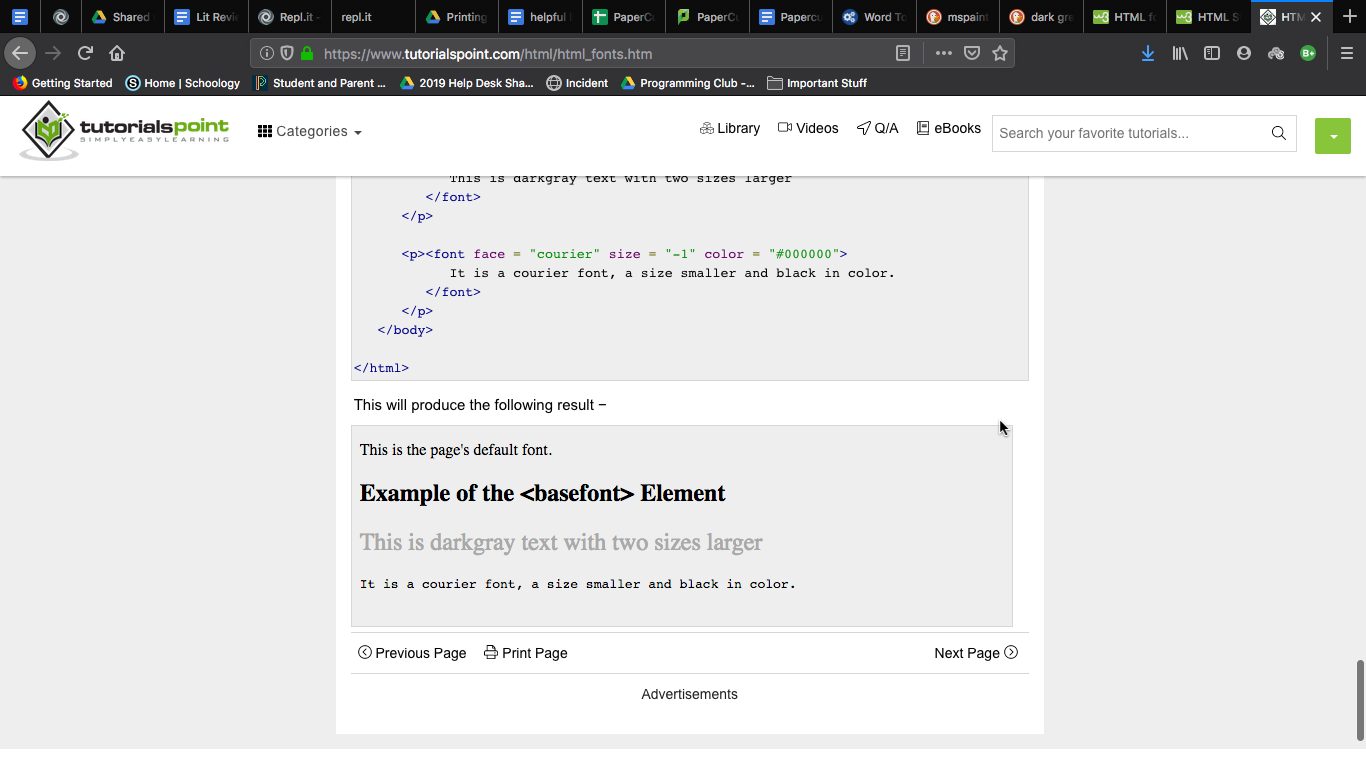 Shared
Lit Revi
Repl.it -
repl.it
Printing
helpful
PaperCu
PaperCu
Papercu
Word To
mspaint
dark gre
HTML fo
HTML S
HTM
https://www.tutorialspoint.com/html/html_fonts.htm
Getting Started
Home | Schoology
Student and Parent ...
2019 Help Desk Sha...
Incident
Programming Club -...
Important Stuff
tutorialspoint
SIMPLYEASYLEARNING
Categories
Library
Videos
Q/A
eBooks
Search your favorite tutorials...
This is darkgray text with two sizes larger
</font>
</p>
<p><font face = "courier" size = "-1" color = "#000000">
It is a courier font, a size smaller and black in color.
</font>
</p>
</body>
</html>
This will produce the following result −
This is the page's default font.
Example of the <basefont> Element
This is darkgray text with two sizes larger
It is a courier font, a size smaller and black in color.
Previous Page
Print Page
Next Page
Advertisements